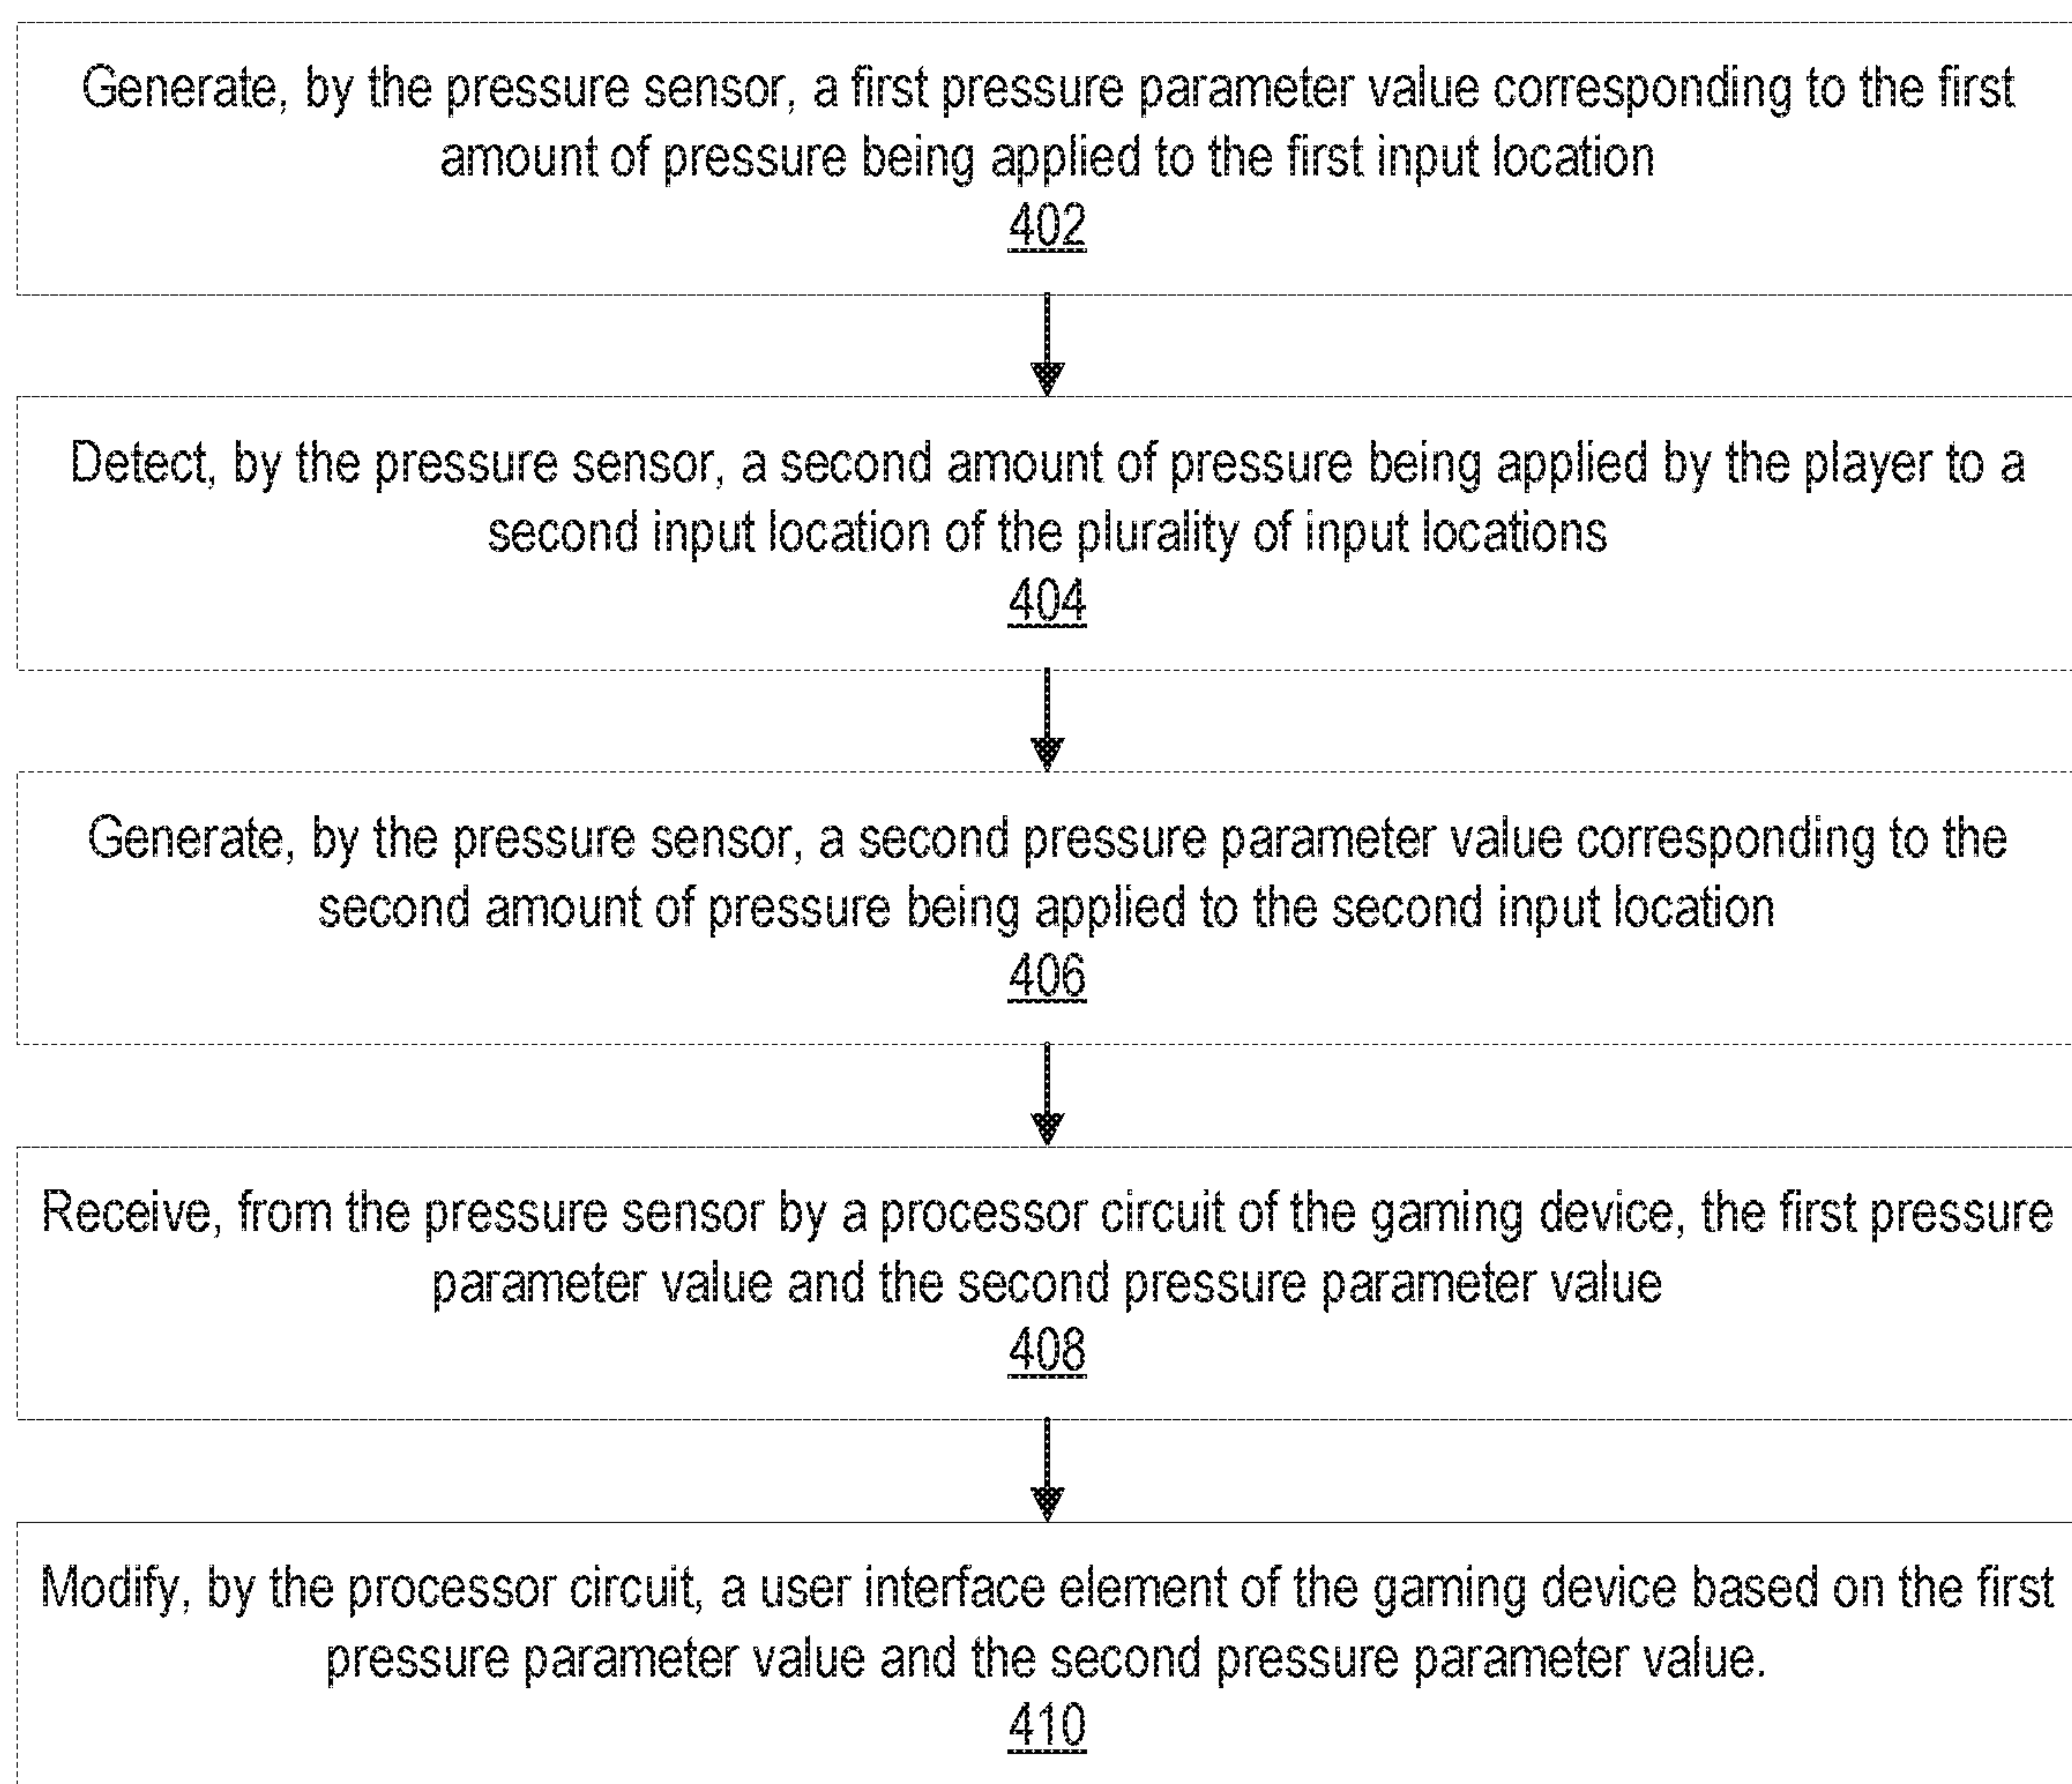 Generate, by the pressure sensor, a first pressure parameter value corresponding to the first
amount of pressure being applied to the first input location
402
Detect, by the pressure sensor, a second amount of pressure being applied by the player to a
second input location of the plurality of input locations
404
Generate, by the pressure sensor, a second pressure parameter value corresponding to the
second amount of pressure being applied to the second input location
406
Receive, from the pressure sensor by a processor circuit of the gaming device, the first pressure
parameter value and the second pressure parameter value
408
Modify, by the processor circuit, a user interface element of the gaming device based on the first
pressure parameter value and the second pressure parameter value.
410